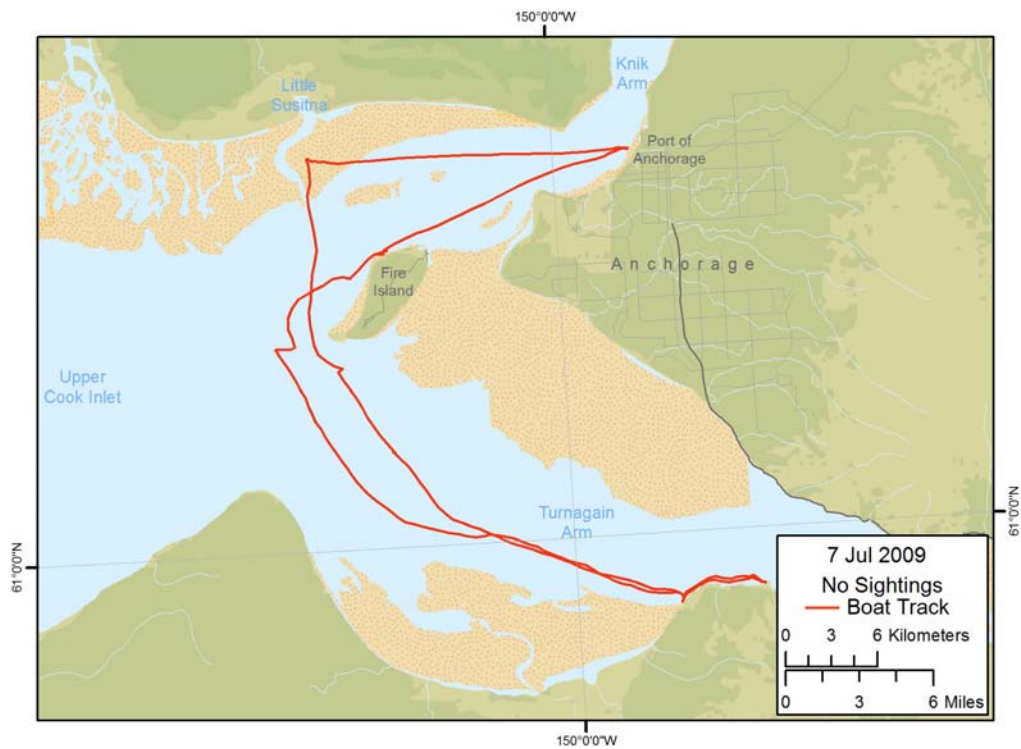 150°0'0"W
Knik
Arm
Little
Susitna
Port of
Anchorage
Anchorage
Fire
Island
Upper
Cook Inlet
Turnagain
Arm
61°0'0"N
61°0'0"N
7 Jul 2009
No Sightings
Boat Track
0 3 6 Kilometers
0 3 6 Miles
150°0'0"W